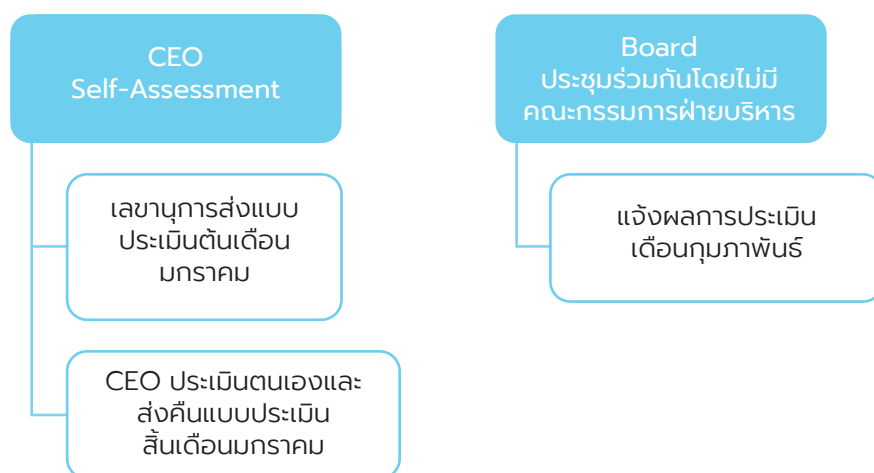 CEO
Self-Assessment
เลขานุการส่งแบบ
ประเมินต้นเดือน
มกราคม
CEO ประเมินตนเองและ
ส่งคืนแบบประเมิน
สิ้นเดือนมกราคม
Board
ประชุมร่วมกันโดยไม่มี
คณะกรรมการฝ่ายบริหาร
แจ้งผลการประเมิน
เดือนกุมภาพันธ์